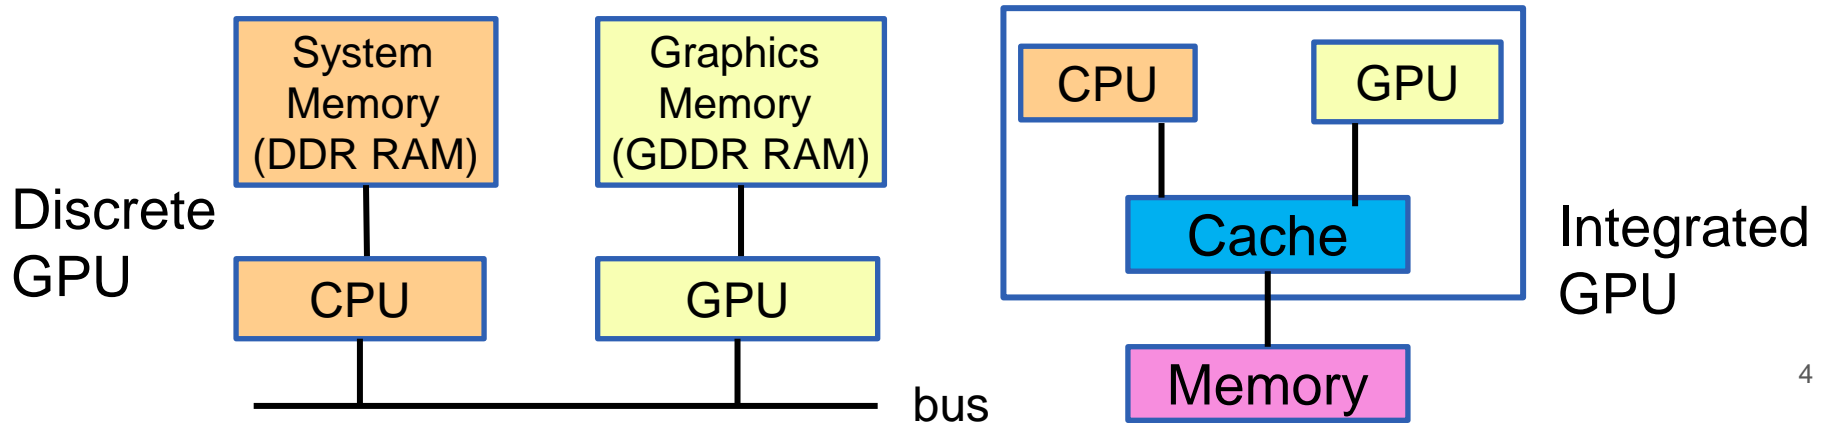 Discrete
GPU
System
Memory
(DDR RAM)
CPU
Graphics
Memory
(GDDR RAM)
GPU
bus
CPU
GPU
Cache
Memory
Integrated
GPU
4